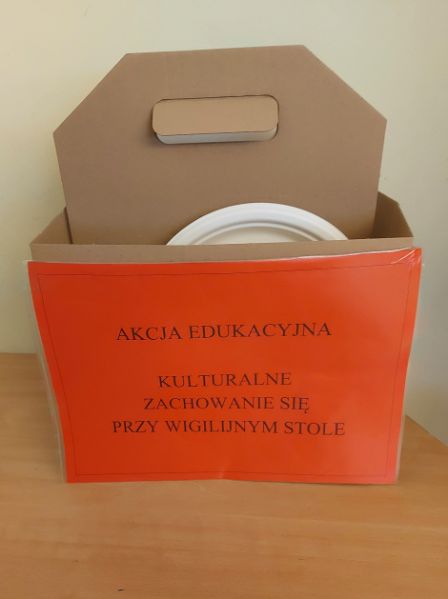 AKCJA EDUKACYJNA
KULTURALNE
ZACHOWANIE SIĘ
PRZY WIGILIJNYM STOLE